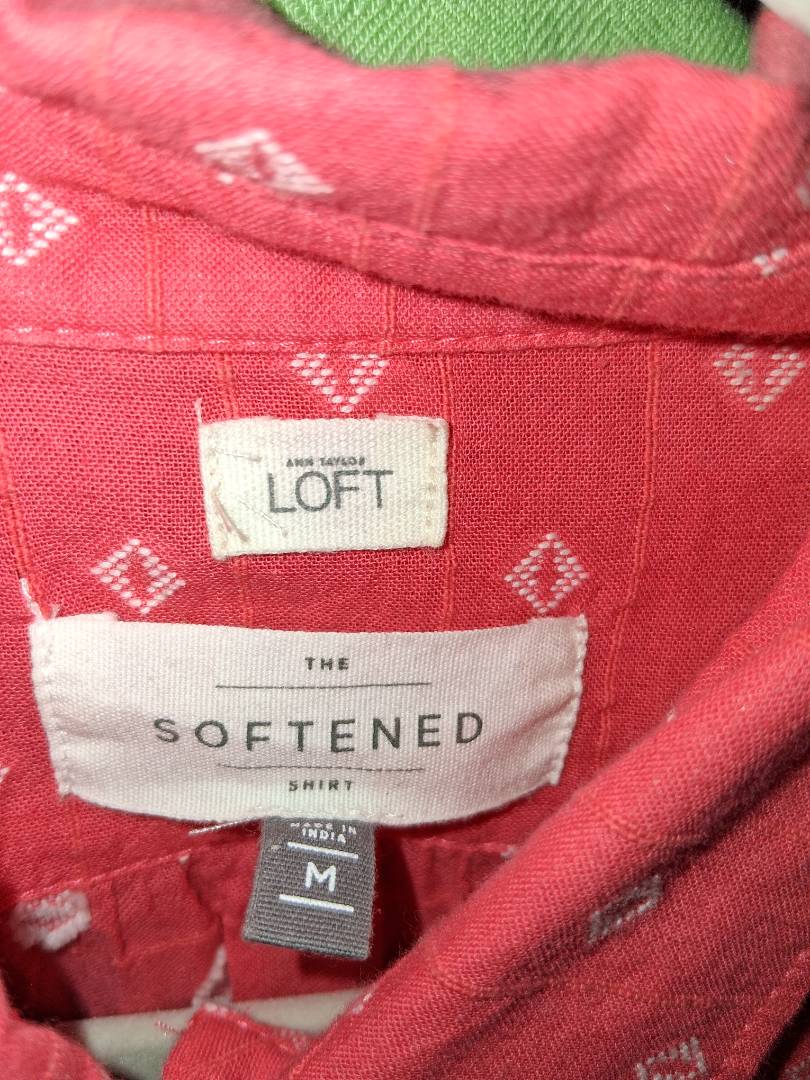 ANN TAYLOR
LOFT
THE
SOFTENED
SHIRT
MADE IN
INDIA
M